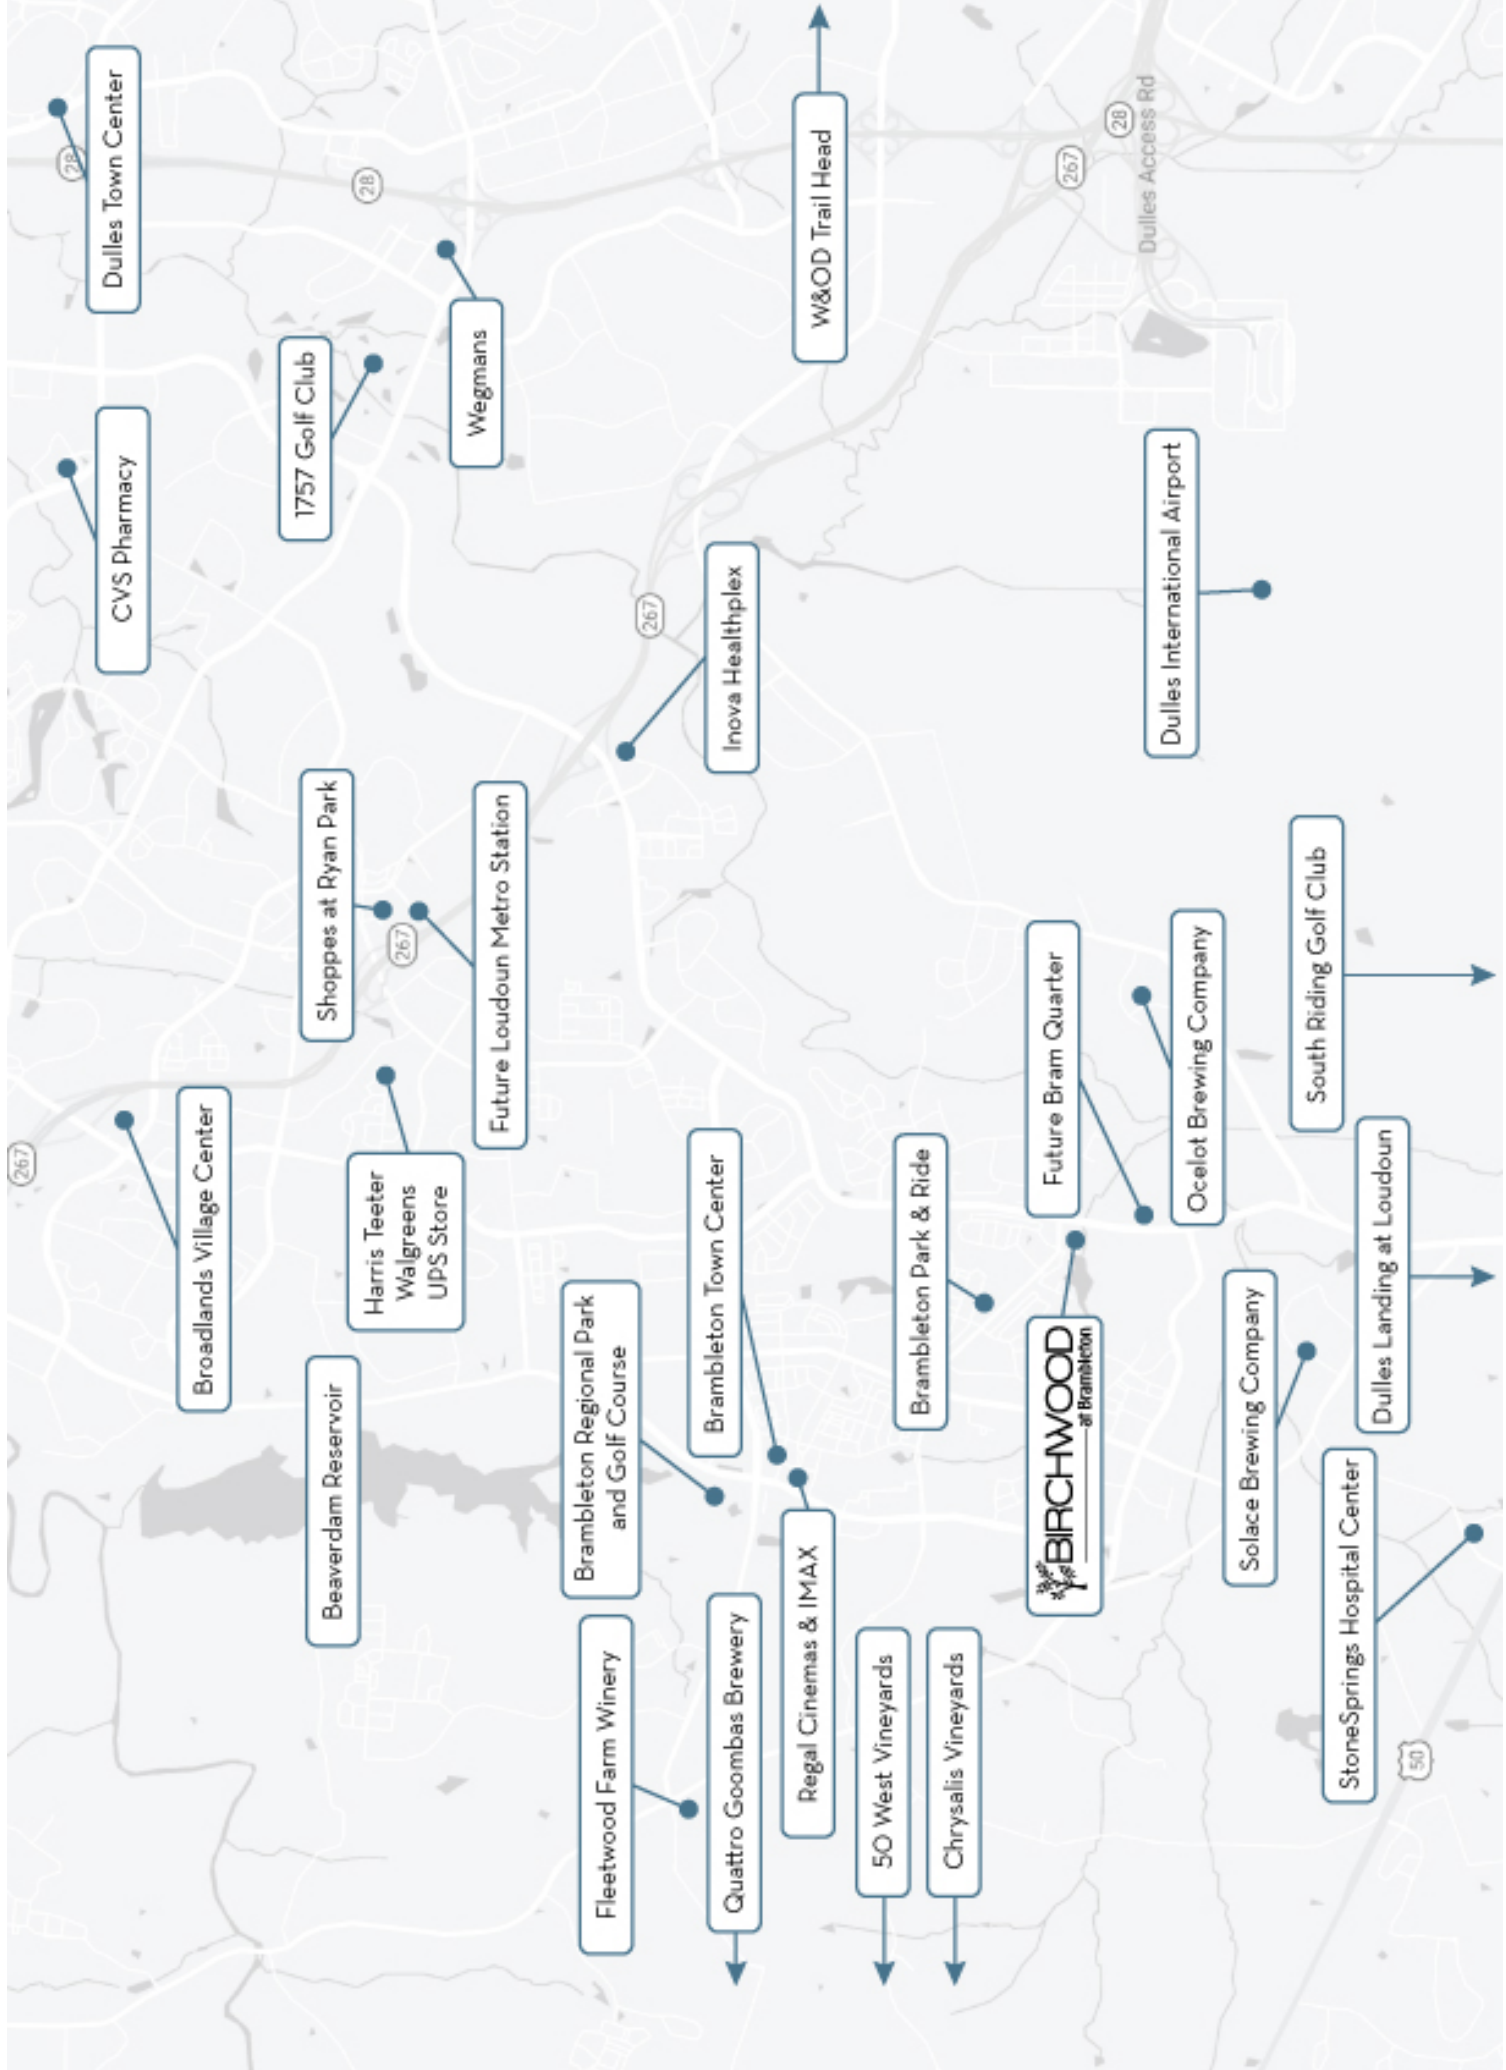 267
28
Dulles Town Center
CVS Pharmacy
Broadlands Village Center
1757 Golf Club
Shoppes at Ryan Park
Beaverdam Reservoir
28
267
Harris Teeter
Walgreens
UPS Store
Wegmans
Future Loudoun Metro Station
Brambleton Regional Park
and Golf Course
Fleetwood Farm Winery
267
Brambleton Town Center
Inova Healthplex
Quattro Goombas Brewery
Regal Cinemas & IMAX
W&OD Trail Head
50 West Vineyards
Brambleton Park & Ride
Chrysalis Vineyards
Future Bram Quarter
BIRCHWOOD
at Brambleton
267
28
Dulles Access Rd
Dulles International Airport
Ocelot Brewing Company
Solace Brewing Company
South Riding Golf Club
StoneSprings Hospital Center
Dulles Landing at Loudoun
50